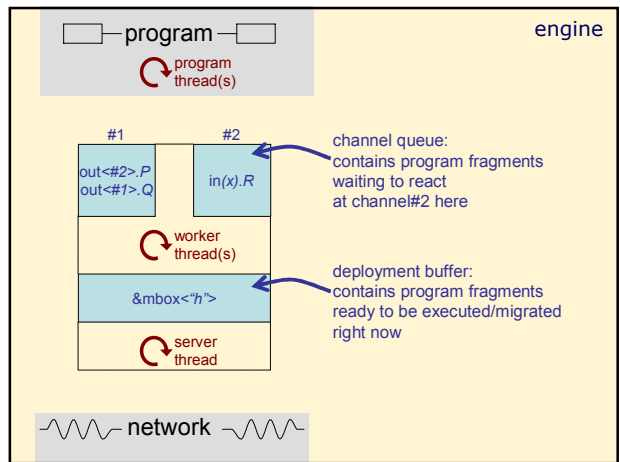 program
engine
program
thread(s)
#1
#2
out<#2>.P
out<#1>.Q
in(x).R
channel queue:
contains program fragments
waiting to react
at channel#2 here
worker
thread(s)
&mbox<“h”>
deployment buffer:
contains program fragments
ready to be executed/migrated
right now
server
thread
network